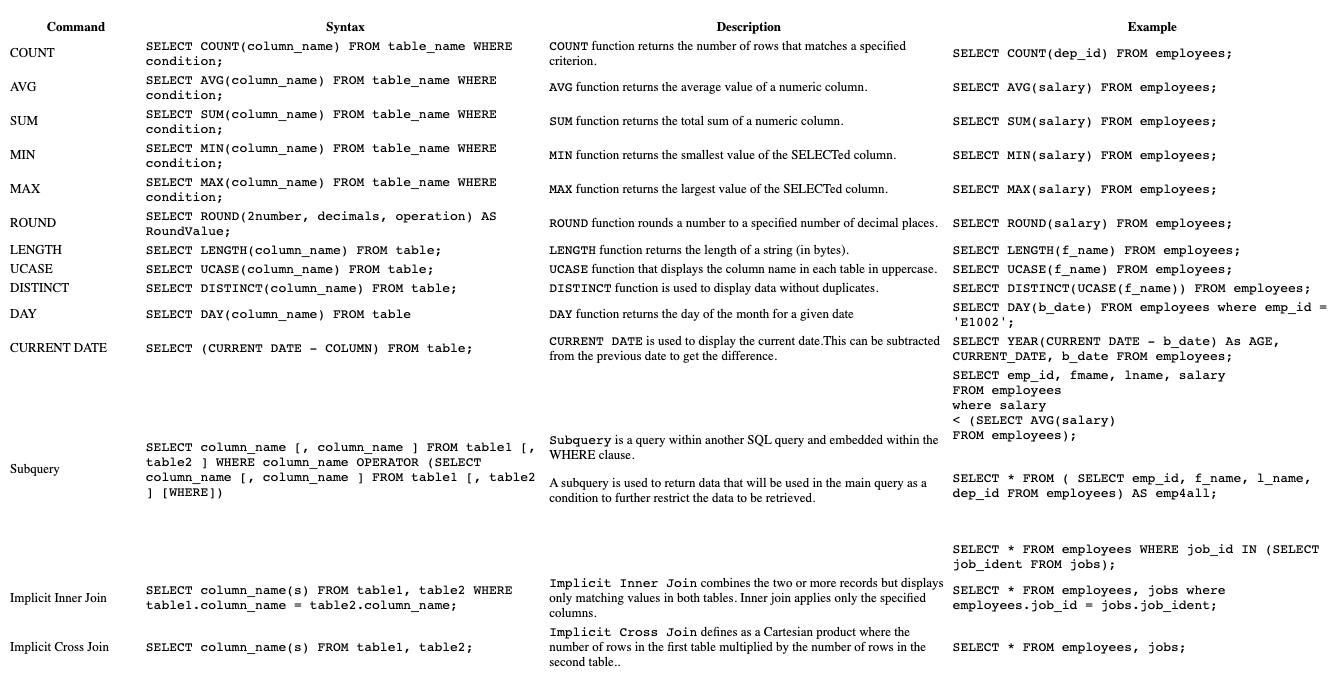 Command Syntax Description Example
COUNT
SELECT COUNT(column_name) FROM table_name WHERE
condition;
COUNT function returns the number of rows that matches a specified
criterion.
SELECT COUNT(dep_id) FROM employees;
AVG
SELECT AVG(column_name) FROM table_name WHERE
condition;
AVG function returns the average value of a numeric column.
SELECT AVG(salary) FROM employees;
SUM
SELECT SUM(column_name) FROM table_name WHERE
condition;
SUM function returns the total sum of a numeric column.
SELECT SUM(salary) FROM employees;
MIN
SELECT MIN(column_name) FROM table_name WHERE
condition;
MIN function returns the smallest value of the SELECTed column.
SELECT MIN(salary) FROM employees;
MAX
SELECT MAX(column_name) FROM table_name WHERE
condition;
MAX function returns the largest value of the SELECTed column.
SELECT MAX(salary) FROM employees;
ROUND
SELECT ROUND(2number, decimals, operation) AS
RoundValue;
ROUND function rounds a number to a specified number of decimal places.
SELECT ROUND(salary) FROM employees;
LENGTH
SELECT LENGTH(column_name) FROM table;
LENGTH function returns the length of a string (in bytes).
SELECT LENGTH(f_name) FROM employees;
UCASE
SELECT UCASE(column_name) FROM table;
UCASE function that displays the column name in each table in uppercase.
SELECT UCASE(f_name) FROM employees;
DISTINCT
SELECT DISTINCT(column_name) FROM table;
DISTINCT function is used to display data without duplicates.
SELECT DISTINCT(UCASE(f_name)) FROM employees;
DAY
SELECT DAY(column_name) FROM table
DAY function returns the day of the month for a given date
SELECT DAY(b_date) FROM employees where emp_id =
'E1002';
CURRENT DATE
SELECT (CURRENT DATE - COLUMN) FROM table;
CURRENT DATE is used to display the current date.This can be subtracted
from the previous date to get the difference.
SELECT YEAR(CURRENT DATE - b_date) As AGE,
CURRENT_DATE, b_date FROM employees;
Subquery
SELECT column_name [, column_name ] FROM table1 [,
table2 ] WHERE column_name OPERATOR (SELECT
column_name [, column_name ] FROM table1 [, table2
] [WHERE])
Subquery is a query within another SQL query and embedded within the
WHERE clause.
A subquery is used to return data that will be used in the main query as a
condition to further restrict the data to be retrieved.
SELECT emp_id, fmame, lname, salary
FROM employees
where salary
< (SELECT AVG(salary)
FROM employees);
SELECT * FROM ( SELECT emp_id, f_name, l_name,
dep_id FROM employees) AS emp4all;
SELECT * FROM employees WHERE job_id IN (SELECT
job_ident FROM jobs);
Implicit Inner Join
SELECT column_name(s) FROM table1, table2 WHERE
table1.column_name = table2.column_name;
Implicit Inner Join combines the two or more records but displays
only matching values in both tables. Inner join applies only the specified
columns.
SELECT * FROM employees, jobs where
employees.job_id = jobs.job_ident;
Implicit Cross Join
SELECT column_name(s) FROM table1, table2;
Implicit Cross Join defines as a Cartesian product where the
number of rows in the first table multiplied by the number of rows in the
second table..
SELECT * FROM employees, jobs;